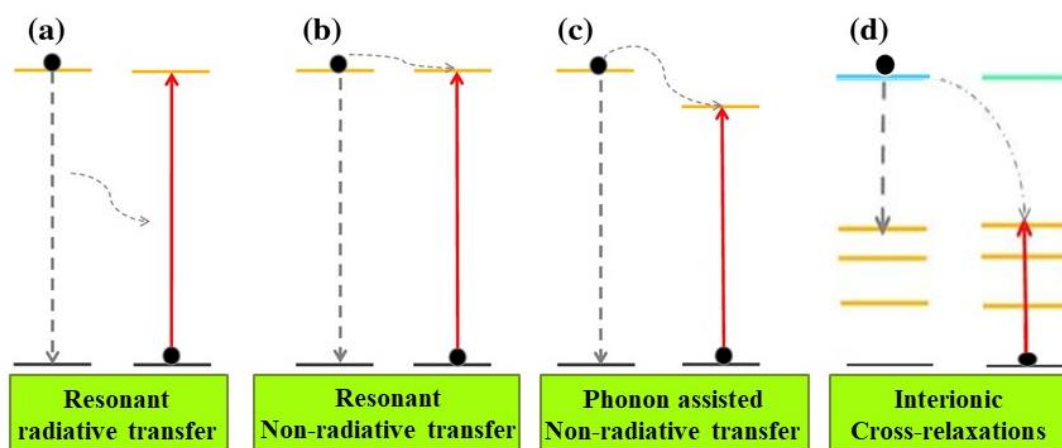 (a)
(b)
(c)
(d)
Resonant
radiative transfer
Resonant
Non-radiative transfer
Phonon assisted
Non-radiative transfer
Interionic
Cross-relaxations